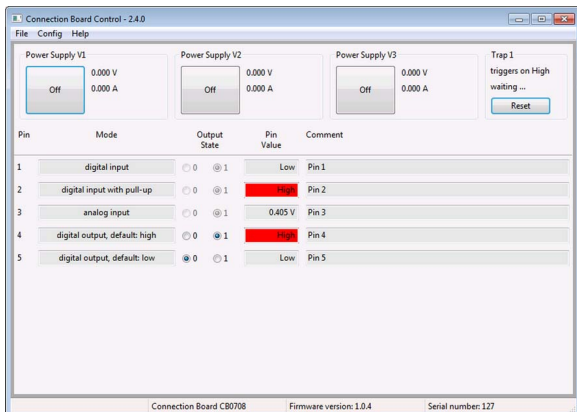 Connection Board Control - 2.4.0
File Config Help
Power Supply V1 Power Supply V2 Power Supply V3 Trap 1
Off 0.000 V 0.000 A Off 0.000 V 0.000 A Off 0.000 V 0.000 A triggers on High
waiting ...
Reset
Pin Mode Output State Pin Value Comment
1 digital input 0 1 Low Pin 1
2 digital input with pull-up 0 1 High Pin 2
3 analog input 0 1 0.405 V Pin 3
4 digital output, default: high 0 1 High Pin 4
5 digital output, default: low 0 1 Low Pin 5
Connection Board CB0708 Firmware version: 1.0.4 Serial number: 127